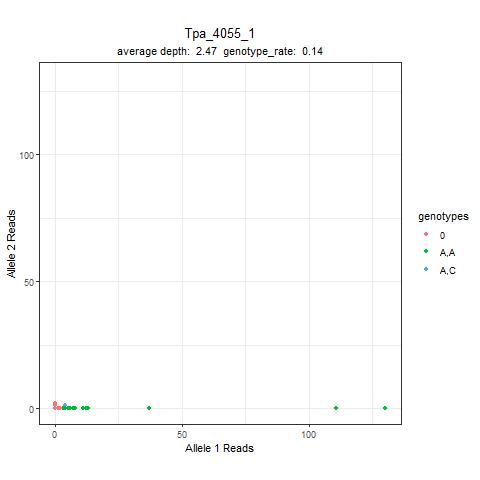 Tpa_4055_1
average depth: 2.47 genotype_rate: 0.14
100
50
0
Allele 2 Reads
0 50 100
Allele 1 Reads
genotypes
0
A,A
A,C